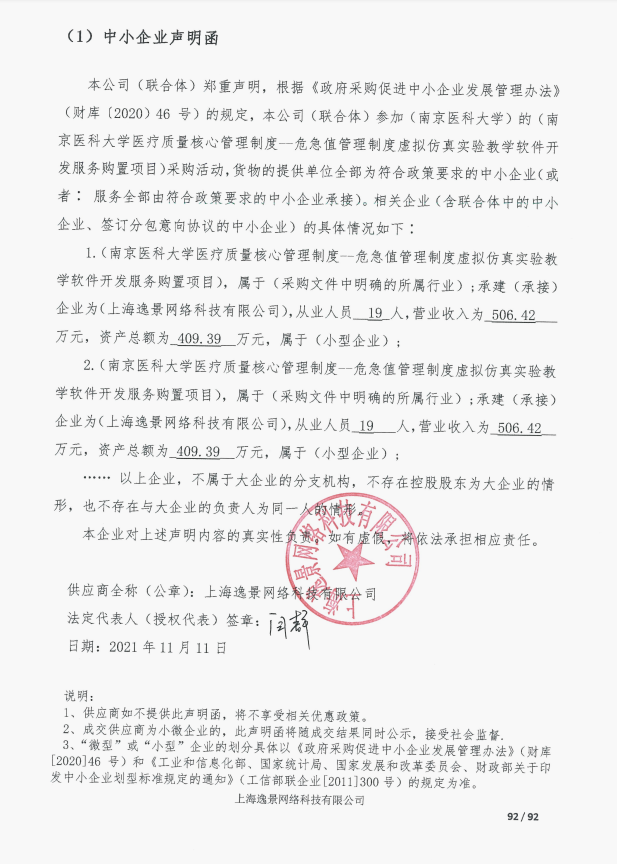 （1）中小企业声明函
本公司（联合体）郑重声明，根据《政府采购促进中小企业发展管理办法》
（财库〔2020〕46 号）的规定，本公司（联合体）参加（南京医科大学）的（南
京医科大学医疗质量核心管理制度--危急值管理制度虚拟仿真实验教学软件开
发服务购置项目）采购活动，货物的提供单位全部为符合政策要求的中小企业（或
者： 服务全部由符合政策要求的中小企业承接）。相关企业（含联合体中的中小
企业、签订分包意向协议的中小企业）的具体情况如下：
1.（南京医科大学医疗质量核心管理制度--危急值管理制度虚拟仿真实验教
学软件开发服务购置项目），属于（采购文件中明确的所属行业）;承建（承接）
企业为（上海逸景网络科技有限公司），从业人员 19 人，营业收入为 506.42
万元，资产总额为 409.39 万元，属于（小型企业）;
2.（南京医科大学医疗质量核心管理制度--危急值管理制度虚拟仿真实验教
学软件开发服务购置项目），属于（采购文件中明确的所属行业）;承建（承接）
企业为（上海逸景网络科技有限公司），从业人员 19 人，营业收入为 506.42
万元，资产总额为 409.39 万元，属于（小型企业）;
…… 以上企业，不属于大企业的分支机构，不存在控股股东为大企业的情
形，也不存在与大企业的负责人为同一人的情形。
本企业对上述声明内容的真实性负责。如有虚假，将依法承担相应责任。
上海逸景网络科技有限公司
供应商全称（公章）：上海逸景网络科技有限公司
法定代表人（授权代表）签章：
日期：2021 年 11 月 11 日
说明：
1、供应商如不提供此声明函，将不享受相关优惠政策。
2、成交供应商为小微企业的，此声明函将随成交结果同时公示，接受社会监督.
3、“微型”或“小型”企业的划分具体以《政府采购促进中小企业发展管理办法》（财库
[2020]46 号）和《工业和信息化部、国家统计局、国家发展和改革委员会、财政部关于印
发中小企业划型标准规定的通知》（工信部联企业[2011]300 号）的规定为准。
上海逸景网络科技有限公司
92 / 92